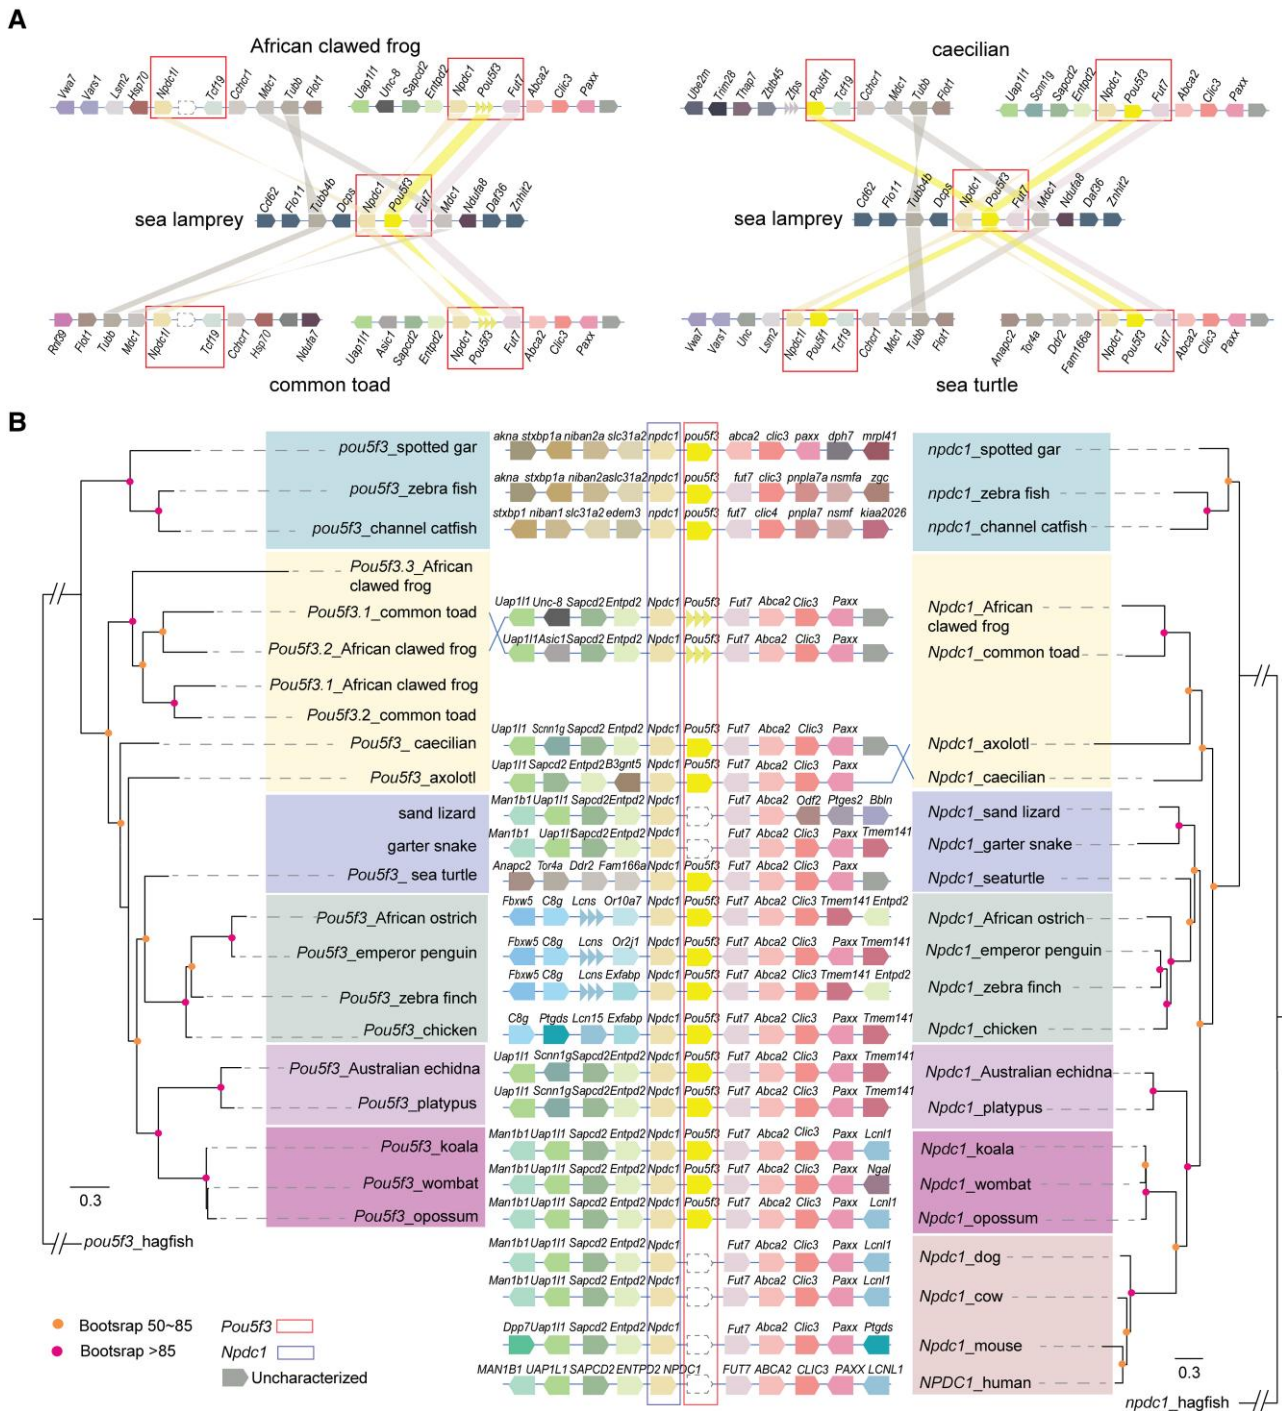 A
African clawed frog
caecilian
Vwa7 Vars1 Lsm2 Hsp70 Npdc1l Tcf19 Cchcr1 Mdc1 Tubb Flot1
Uap1l1 Unc-8 Sapcd2 Entpd2 Npdc1 Pou5f3 Fut7 Abca2 Clic3 Paxx
Ube2m Trim28 Thap7 Zbtb45 Zfps Pou5f1 Tcf19 Cchcr1 Mdc1 Tubb Flot1
Uap1l1 Scnn1g Sapcd2 Entpd2 Npdc1 Pou5f3 Fut7 Abca2 Clic3 Paxx
sea lamprey
Cd62 Flo11 Tubb4b Dcps Npdc1 Pou5f3 Fut7 Mdc1 Ndufa8 Daf36 Znhit2
sea lamprey
Cd62 Flo11 Tubb4b Dcps Npdc1 Pou5f3 Fut7 Mdc1 Ndufa8 Daf36 Znhit2
Rnf39 Flot1 Tubb Mdc1 Npdc1l Tcf19 Cchcr1 Hsp70 Ndufa7
Uap1l1 Asic1 Sapcd2 Entpd2 Npdc1 Pou5f3 Fut7 Abca2 Clic3 Paxx
Vwa7 Vars1 Unc Lsm2 Npdc1l Pou5f1 Tcf19 Cchcr1 Mdc1 Tubb Flot1
Anapc2 Tor4a Ddr2 Fam166a Npdc1 Pou5f3 Fut7 Abca2 Clic3 Paxx
common toad
sea turtle
B
pou5f3_spotted gar
akna stxbp1a niban2a slc31a2 npdc1 pou5f3 abca2 clic3 paxx dph7 mrpl41
npdc1_spotted gar
pou5f3_zebra fish
akna stxbp1a niban2a slc31a2 npdc1 pou5f3 fut7 clic3 pnpla7a nsmfa zgc
npdc1_zebra fish
pou5f3_channel catfish
stxbp1 niban1 slc31a2 edem3 npdc1 pou5f3 fut7 clic4 pnpla7 nsmf kiaa2026
npdc1_channel catfish
Pou5f3.3_African
clawed frog
Pou5f3.1_common toad
Uap1l1 Unc-8 Sapcd2 Entpd2 Npdc1 Pou5f3 Fut7 Abca2 Clic3 Paxx
Npdc1_African
clawed frog
Pou5f3.2_African clawed frog
Uap1l1 Asic1 Sapcd2 Entpd2 Npdc1 Pou5f3 Fut7 Abca2 Clic3 Paxx
Npdc1_common toad
Pou5f3.1_African clawed frog
Pou5f3.2_common toad
Pou5f3_ caecilian
Uap1l1 Scnn1g Sapcd2 Entpd2 Npdc1 Pou5f3 Fut7 Abca2 Clic3 Paxx
Npdc1_axolotl
Pou5f3_axolotl
Uap1l1 Sapcd2 Entpd2 B3gnt5 Npdc1 Pou5f3 Fut7 Abca2 Clic3 Paxx
Npdc1_caecilian
sand lizard
Man1b1 Uap1l1 Sapcd2 Entpd2 Npdc1 Fut7 Abca2 Odf2 Ptges2 Bbln
Npdc1_sand lizard
garter snake
Man1b1 Uap1l1 Sapcd2 Entpd2 Npdc1 Fut7 Abca2 Clic3 Paxx Tmem141
Npdc1_garter snake
Pou5f3_ sea turtle
Anapc2 Tor4a Ddr2 Fam166a Npdc1 Pou5f3 Fut7 Abca2 Clic3 Paxx
Npdc1_seaturtle
Pou5f3_African ostrich
Fbxw5 C8g Lcns Or10a7 Npdc1 Pou5f3 Fut7 Abca2 Clic3 Tmem141 Entpd2
Npdc1_African ostrich
Pou5f3_emperor penguin
Fbxw5 C8g Lcns Or2j1 Npdc1 Pou5f3 Fut7 Abca2 Clic3 Paxx Tmem141
Npdc1_emperor penguin
Pou5f3_zebra finch
Fbxw5 C8g Lcns Exfabp Npdc1 Pou5f3 Fut7 Abca2 Clic3 Tmem141 Entpd2
Npdc1_zebra finch
Pou5f3_chicken
C8g Ptgds Lcn15 Exfabp Npdc1 Pou5f3 Fut7 Abca2 Clic3 Paxx Tmem141
Npdc1_chicken
Pou5f3_Australian echidna
Uap1l1 Scnn1g Sapcd2 Entpd2 Npdc1 Pou5f3 Fut7 Abca2 Clic3 Paxx Tmem141
Npdc1_Australian echidna
Pou5f3_platypus
Uap1l1 Scnn1g Sapcd2 Entpd2 Npdc1 Pou5f3 Fut7 Abca2 Clic3 Paxx Tmem141
Npdc1_platypus
Pou5f3_koala
Man1b1 Uap1l1 Sapcd2 Entpd2 Npdc1 Pou5f3 Fut7 Abca2 Clic3 Paxx Lcnl1
Npdc1_koala
Pou5f3_wombat
Man1b1 Uap1l1 Sapcd2 Entpd2 Npdc1 Pou5f3 Fut7 Abca2 Clic3 Paxx Ngal
Npdc1_wombat
Pou5f3_opossum
Man1b1 Uap1l1 Sapcd2 Entpd2 Npdc1 Pou5f3 Fut7 Abca2 Clic3 Paxx Lcnl1
Npdc1_opossum
0.3
pou5f3_hagfish
Man1b1 Uap1l1 Sapcd2 Entpd2 Npdc1 Fut7 Abca2 Clic3 Paxx Lcnl1
Npdc1_dog
Man1b1 Uap1l1 Sapcd2 Entpd2 Npdc1 Fut7 Abca2 Clic3 Paxx Lcnl1
Npdc1_cow
Dpp7 Uap1l1 Sapcd2 Entpd2 Npdc1 Fut7 Abca2 Clic3 Paxx Ptgds
Npdc1_mouse
MAN1B1 UAP1L1 SAPCD2 ENTPD2 NPDC1 FUT7 ABCA2 CLIC3 PAXX LCNL1
NPDC1_human
0.3
npdc1_hagfish
Bootsrap 50~85
Bootsrap >85
Pou5f3
Npdc1
Uncharacterized